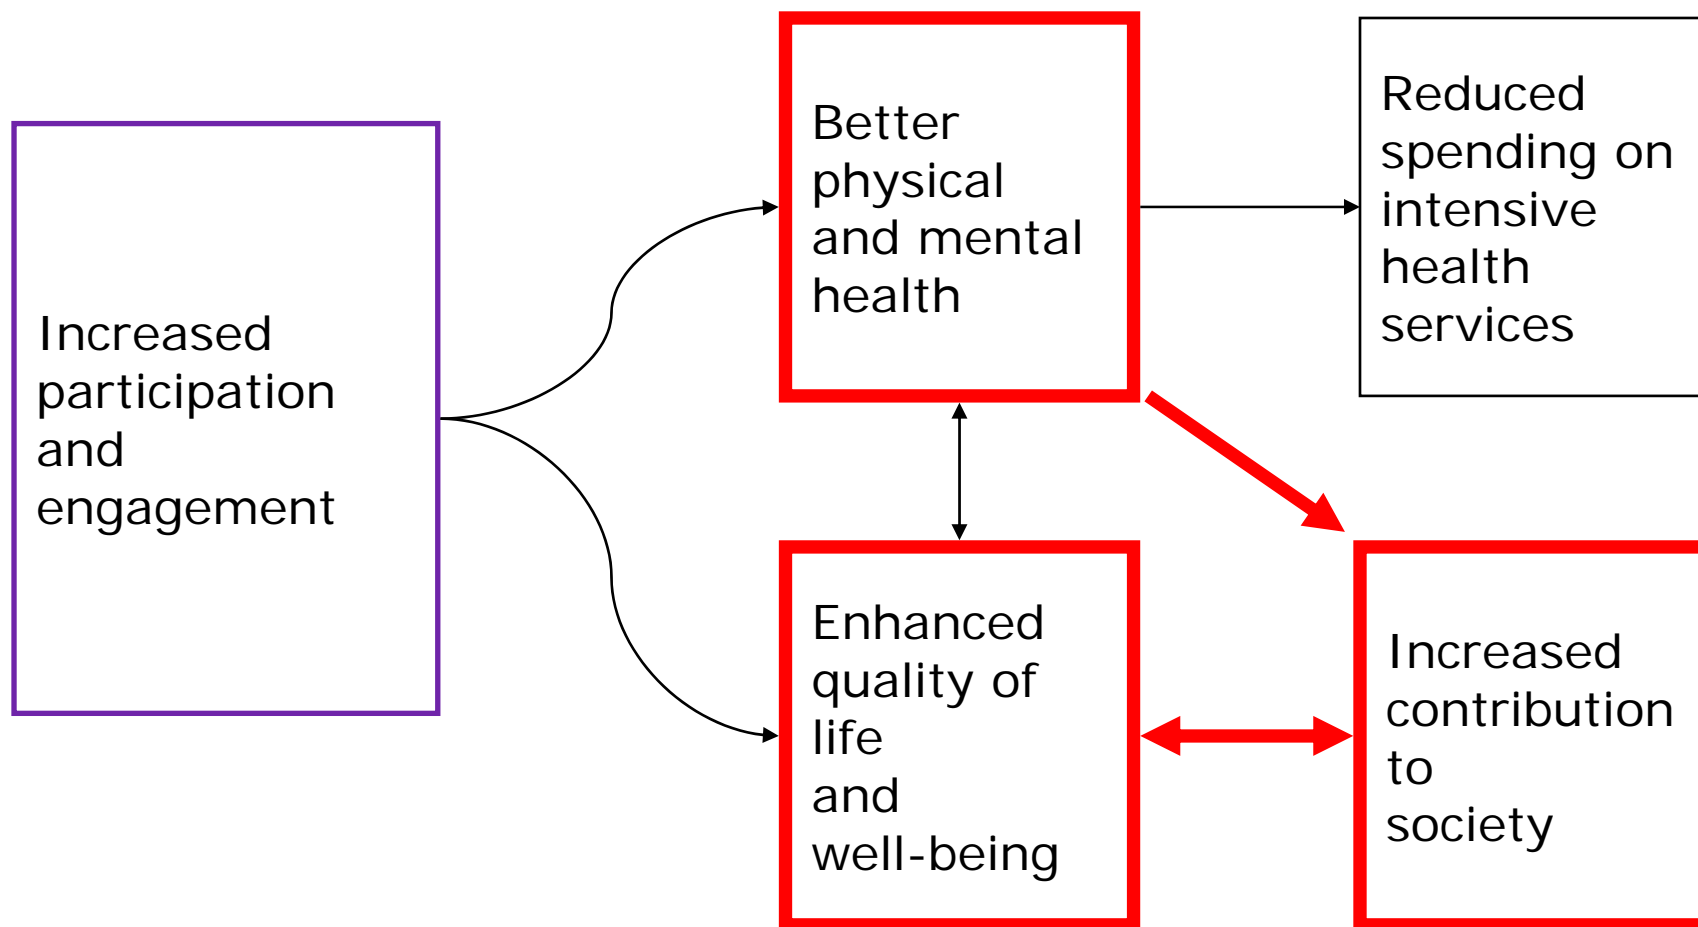 Increased
participation
and
engagement
Better
physical
and mental
health
Reduced
spending on
intensive
health
services
Enhanced
quality of
life
and
well-being
Increased
contribution
to
society